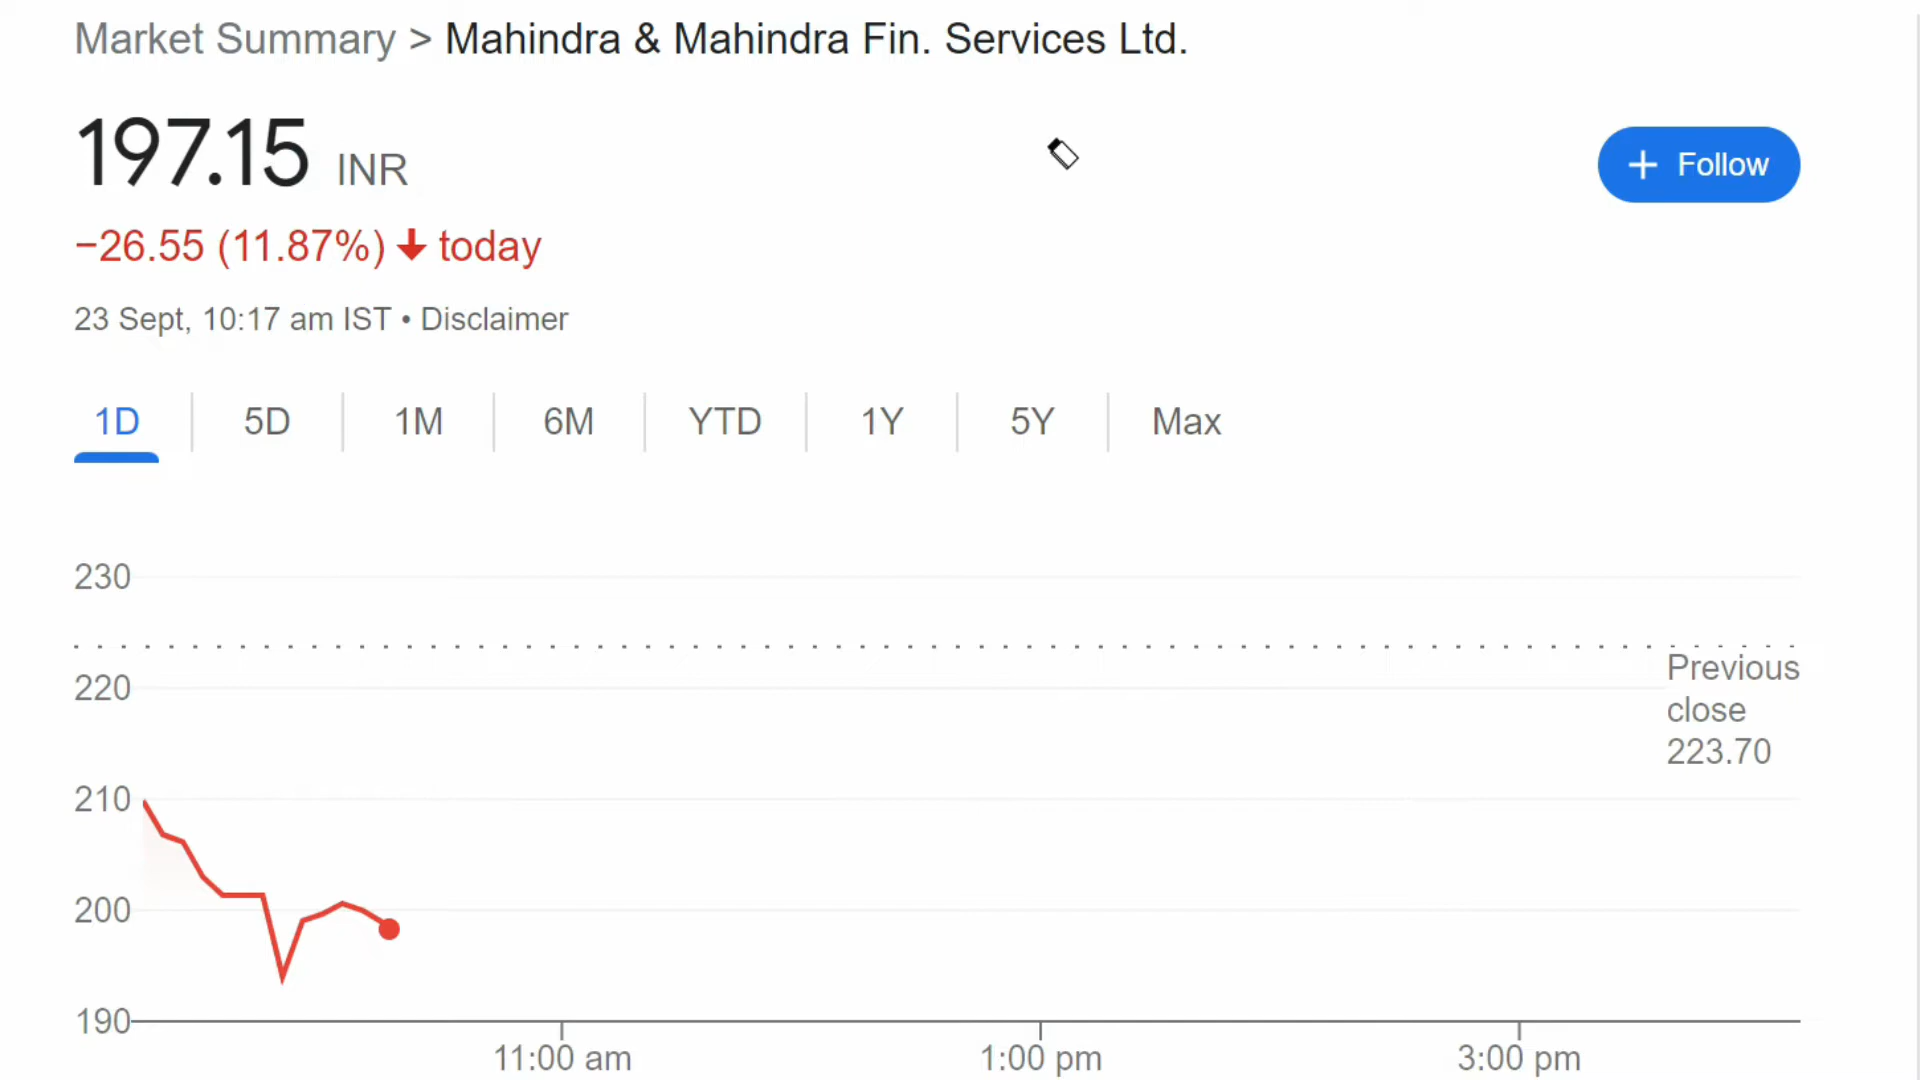 Market Summary > Mahindra & Mahindra Fin. Services Ltd.
197.15 INR
+ Follow
−26.55 (11.87%) ↓ today
23 Sept, 10:17 am IST • Disclaimer
1D 5D 1M 6M YTD 1Y 5Y Max
230
220
Previous
close
223.70
210
200
190
11:00 am 1:00 pm 3:00 pm